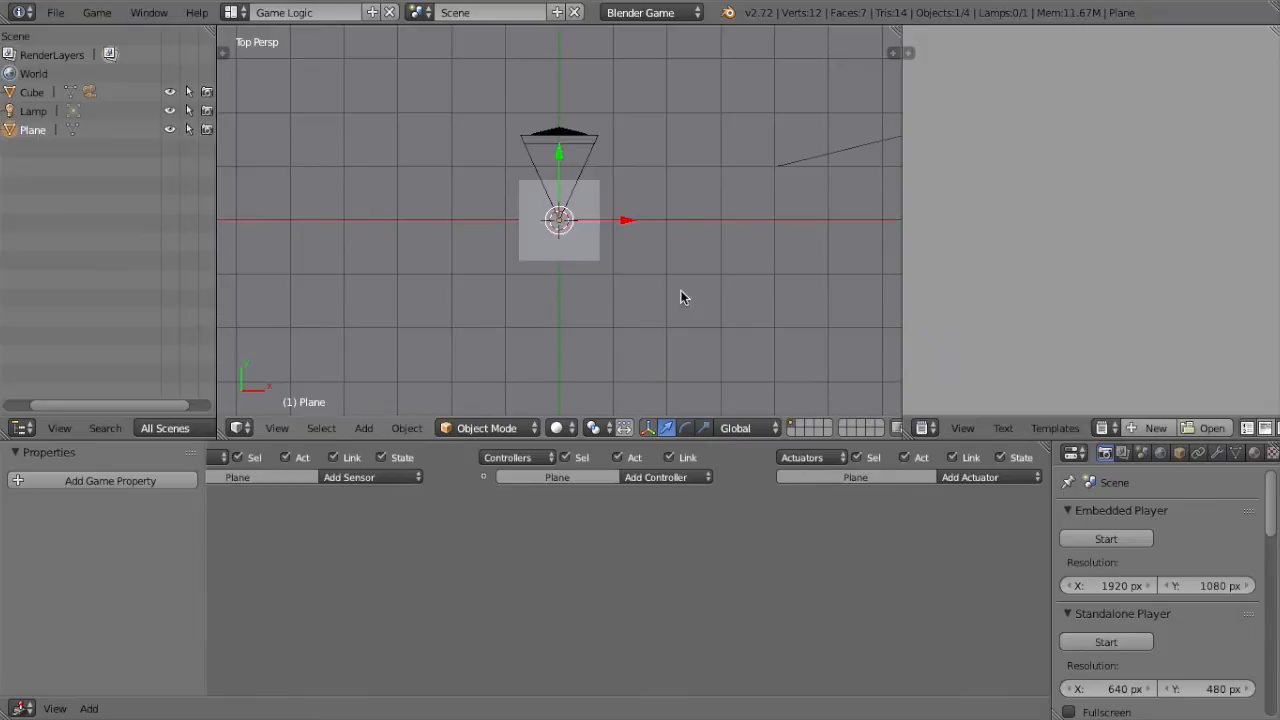 File Game Window Help Game Logic Scene Blender Game v2.72 | Verts:12 | Faces:7 | Tris:14 | Objects:1/4 | Lamps:0/1 | Mem:11.67M | Plane
Scene
RenderLayers
World
Cube
Lamp
Plane
View Search All Scenes
Top Persp
y
x
(1) Plane
View Select Add Object Object Mode Global
View Text Templates New Open
Properties
Add Game Property
Sel Act Link State Controllers Sel Act Link Actuators Sel Act Link State
Plane Add Sensor Plane Add Controller Plane Add Actuator
View Add
Scene
Embedded Player
Start
Resolution:
X: 1920 px Y: 1080 px
Standalone Player
Start
Resolution:
X: 640 px Y: 480 px
Fullscreen